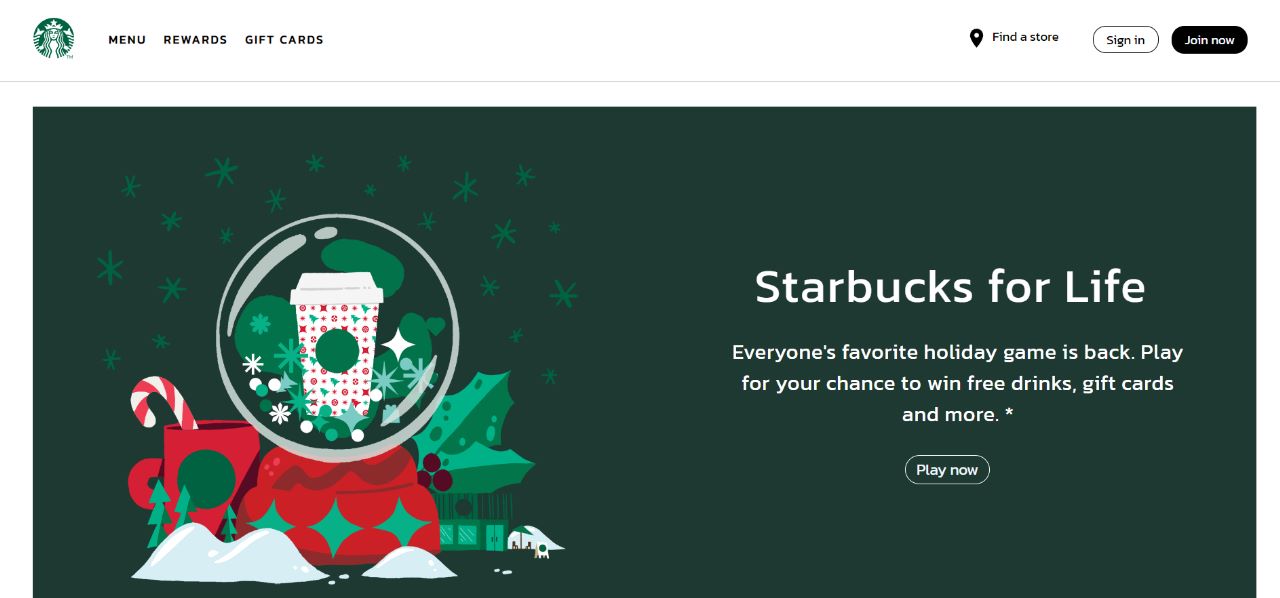 MENU REWARDS GIFT CARDS
Find a store
Sign in
Join now
Starbucks for Life
Everyone's favorite holiday game is back. Play
for your chance to win free drinks, gift cards
and more. *
Play now